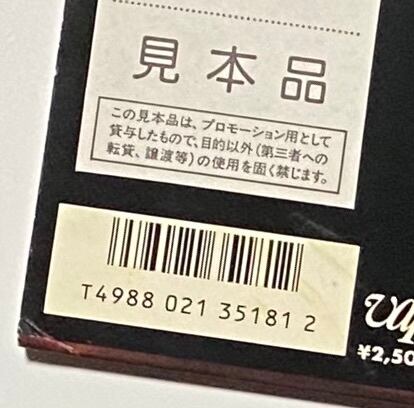 見本品
この見本品は、プロモーション用として
貸与したもので、目的以外(第三者への
転貸、譲渡等)の使用を固く禁じます。
T4988 021 35181 2
vap
¥2,50